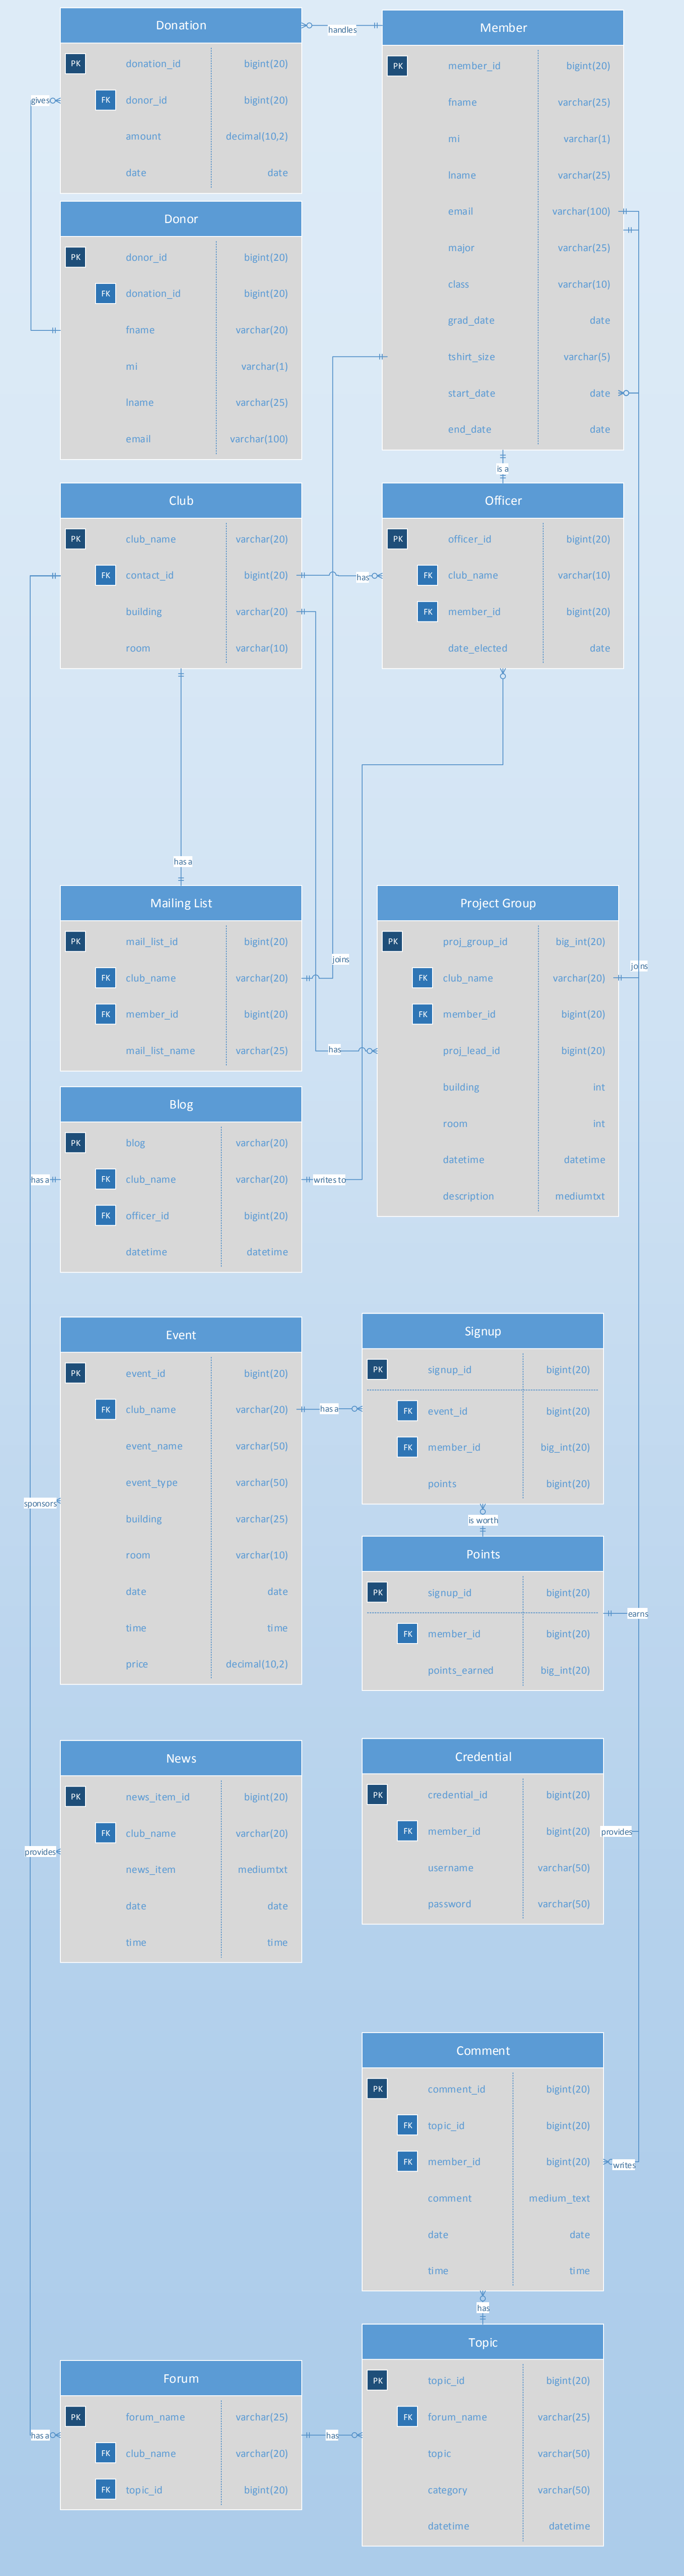 Donation
PK donation_id bigint(20)
FK donor_id bigint(20)
amount decimal(10,2)
date date
handles
gives
Member
PK member_id bigint(20)
fname varchar(25)
mi varchar(1)
lname varchar(25)
email varchar(100)
major varchar(25)
class varchar(10)
grad_date date
tshirt_size varchar(5)
start_date date
end_date date
Donor
PK donor_id bigint(20)
FK donation_id bigint(20)
fname varchar(20)
mi varchar(1)
lname varchar(25)
email varchar(100)
is a
Club
PK club_name varchar(20)
FK contact_id bigint(20)
building varchar(20)
room varchar(10)
has
Officer
PK officer_id bigint(20)
FK club_name varchar(10)
FK member_id bigint(20)
date_elected date
has a
Mailing List
PK mail_list_id bigint(20)
FK club_name varchar(20)
FK member_id bigint(20)
mail_list_name varchar(25)
joins
has
Project Group
PK proj_group_id big_int(20)
FK club_name varchar(20)
FK member_id bigint(20)
proj_lead_id bigint(20)
building int
room int
datetime datetime
description mediumtxt
joins
Blog
PK blog varchar(20)
FK club_name varchar(20)
FK officer_id bigint(20)
datetime datetime
has a
writes to
Event
PK event_id bigint(20)
FK club_name varchar(20)
event_name varchar(50)
event_type varchar(50)
building varchar(25)
room varchar(10)
date date
time time
price decimal(10,2)
sponsors
has a
Signup
PK signup_id bigint(20)
FK event_id bigint(20)
FK member_id big_int(20)
points bigint(20)
is worth
Points
PK signup_id bigint(20)
FK member_id bigint(20)
points_earned big_int(20)
earns
News
PK news_item_id bigint(20)
FK club_name varchar(20)
news_item mediumtxt
date date
time time
provides
Credential
PK credential_id bigint(20)
FK member_id bigint(20)
username varchar(50)
password varchar(50)
provides
Comment
PK comment_id bigint(20)
FK topic_id bigint(20)
FK member_id bigint(20)
comment medium_text
date date
time time
writes
has
Forum
PK forum_name varchar(25)
FK club_name varchar(20)
FK topic_id bigint(20)
has a
has
Topic
PK topic_id bigint(20)
FK forum_name varchar(25)
topic varchar(50)
category varchar(50)
datetime datetime